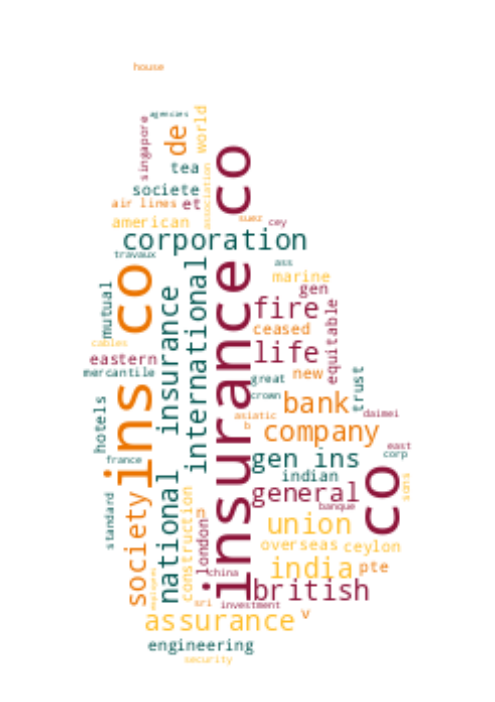 house
agencies
singapore
de
world
tea
societe
association
air lines
et
american
suez
cey
co
corporation
travaux
ass
marine
gen
insurance
international
insurance co
ins co
mutual
fire
equitable
ceased
cables
eastern
life
mercantile
great
new
trust
crown
bank
hotels
asiatic
daimei
b
company
east
france
gen ins
corp
indian
national
co
sons
standard
society
construction
general
banque
p
london
union
overseas
ceylon
china
india
pte
british
sri
investment
v
assurance
engineering
security